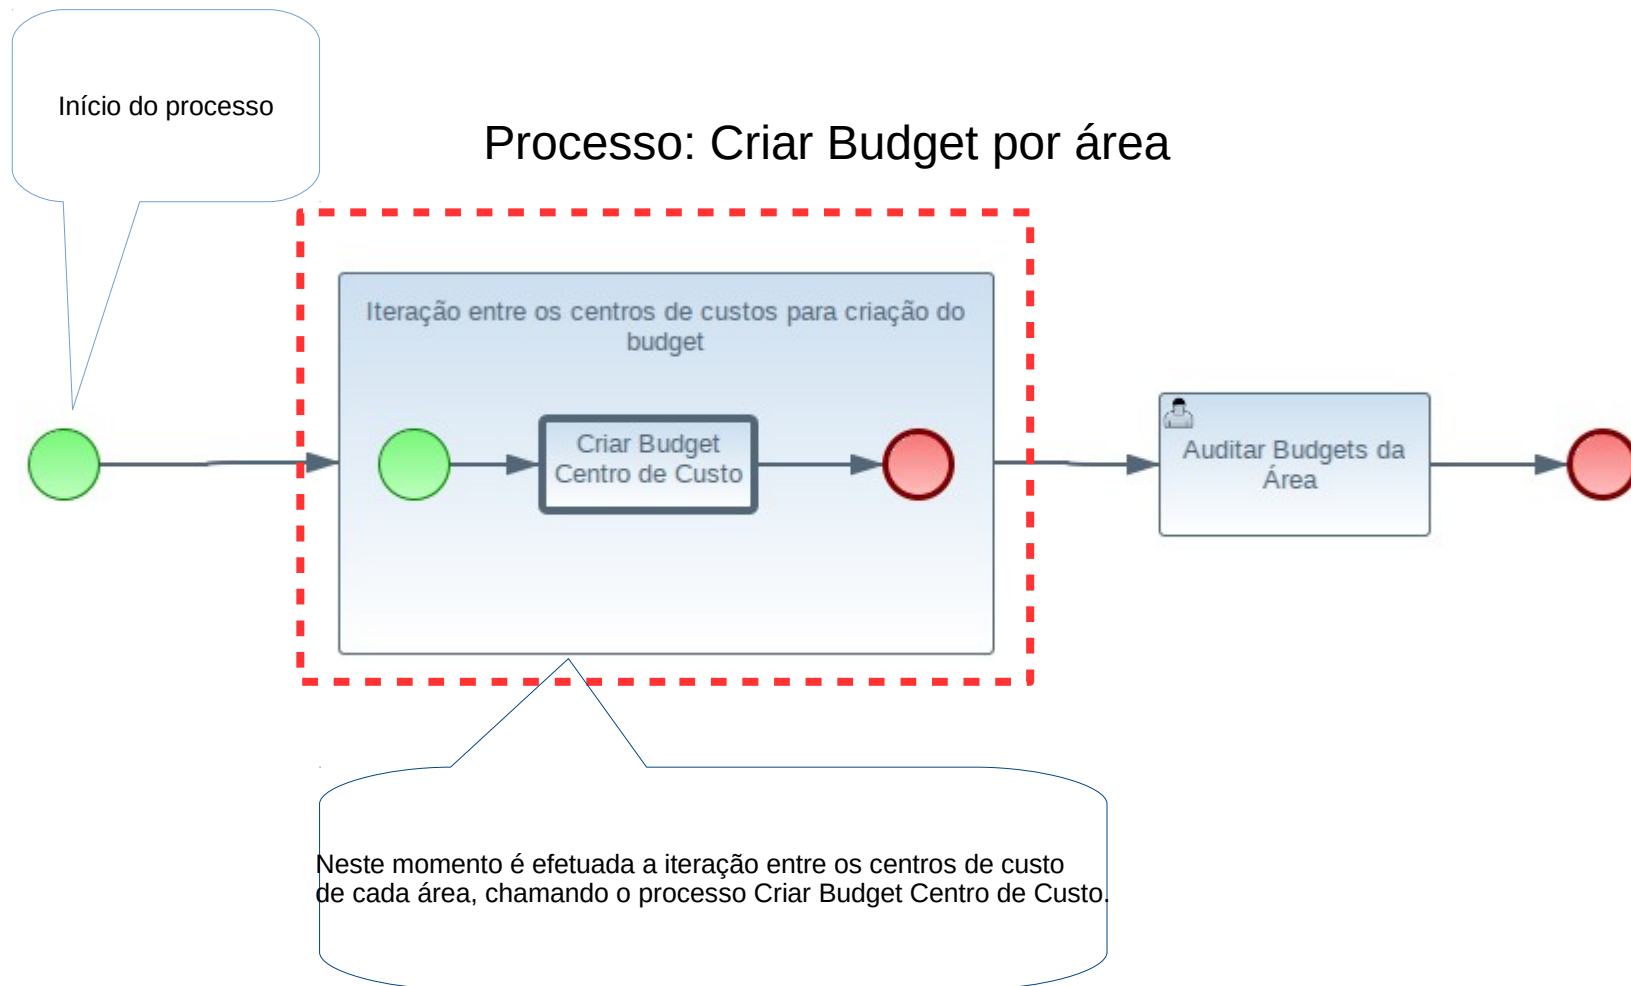 Início do processo
Processo: Criar Budget por área
Iteração entre os centros de custos para criação do
budget
Criar Budget
Centro de Custo
Auditar Budgets da
Área
Neste momento é efetuada a iteração entre os centros de custo
de cada área, chamando o processo Criar Budget Centro de Custo.